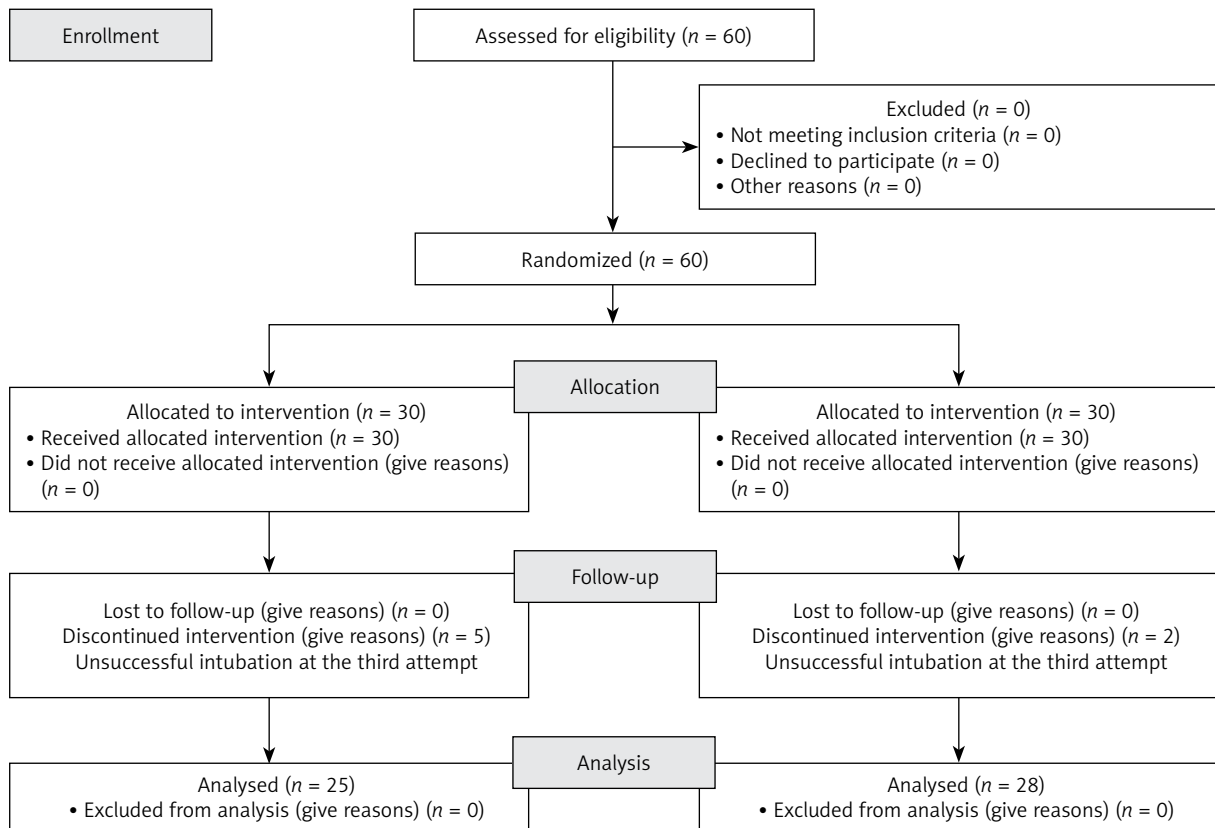 Enrollment
Assessed for eligibility (n = 60)
Excluded (n = 0)
• Not meeting inclusion criteria (n = 0)
• Declined to participate (n = 0)
• Other reasons (n = 0)
Randomized (n = 60)
Allocation
Allocated to intervention (n = 30)
• Received allocated intervention (n = 30)
• Did not receive allocated intervention (give reasons)
(n = 0)
Allocated to intervention (n = 30)
• Received allocated intervention (n = 30)
• Did not receive allocated intervention (give reasons)
(n = 0)
Follow-up
Lost to follow-up (give reasons) (n = 0)
Discontinued intervention (give reasons) (n = 5)
Unsuccessful intubation at the third attempt
Lost to follow-up (give reasons) (n = 0)
Discontinued intervention (give reasons) (n = 2)
Unsuccessful intubation at the third attempt
Analysis
Analysed (n = 25)
• Excluded from analysis (give reasons) (n = 0)
Analysed (n = 28)
• Excluded from analysis (give reasons) (n = 0)